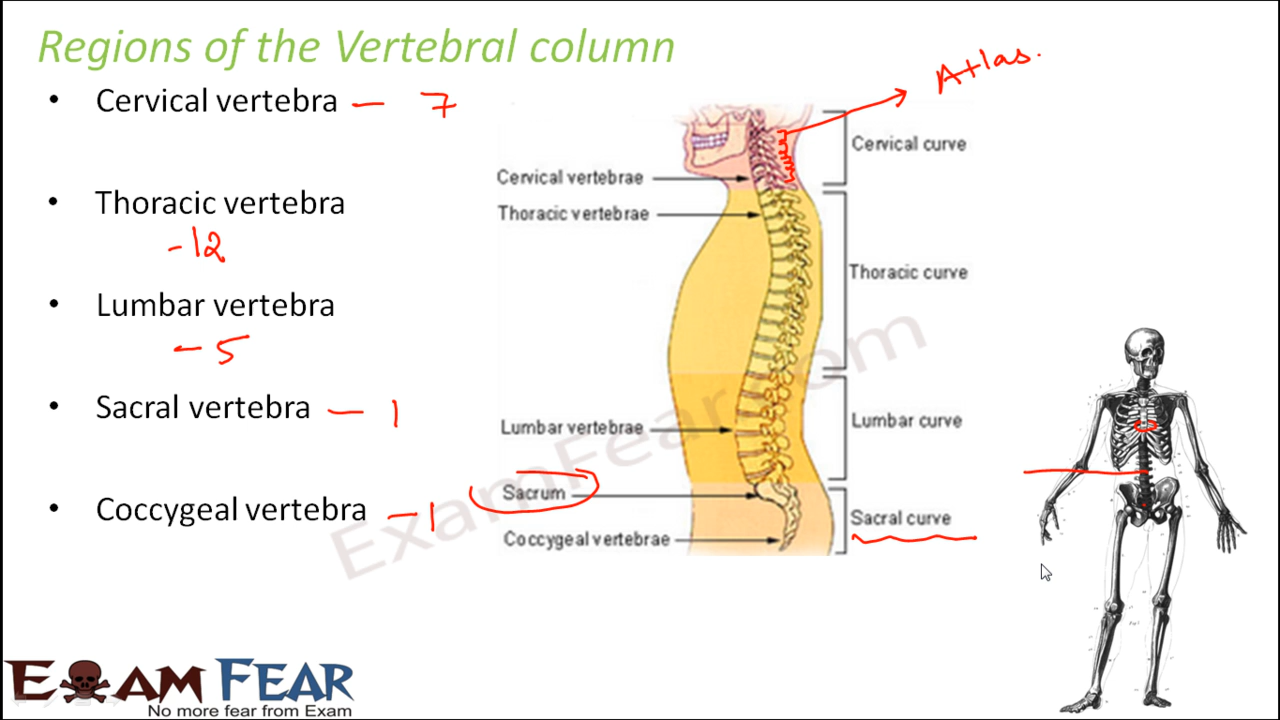 Regions of the Vertebral column
• Cervical vertebra — 7
• Thoracic vertebra
-12
• Lumbar vertebra
- 5
• Sacral vertebra — 1
• Coccygeal vertebra -1
Atlas.
Cervical curve
Cervical vertebrae
Thoracic vertebrae
Thoracic curve
Lumbar vertebrae
Lumbar curve
Sacrum
Sacral curve
Coccygeal vertebrae
ExamFear.com
EXAM FEAR
No more fear from Exam